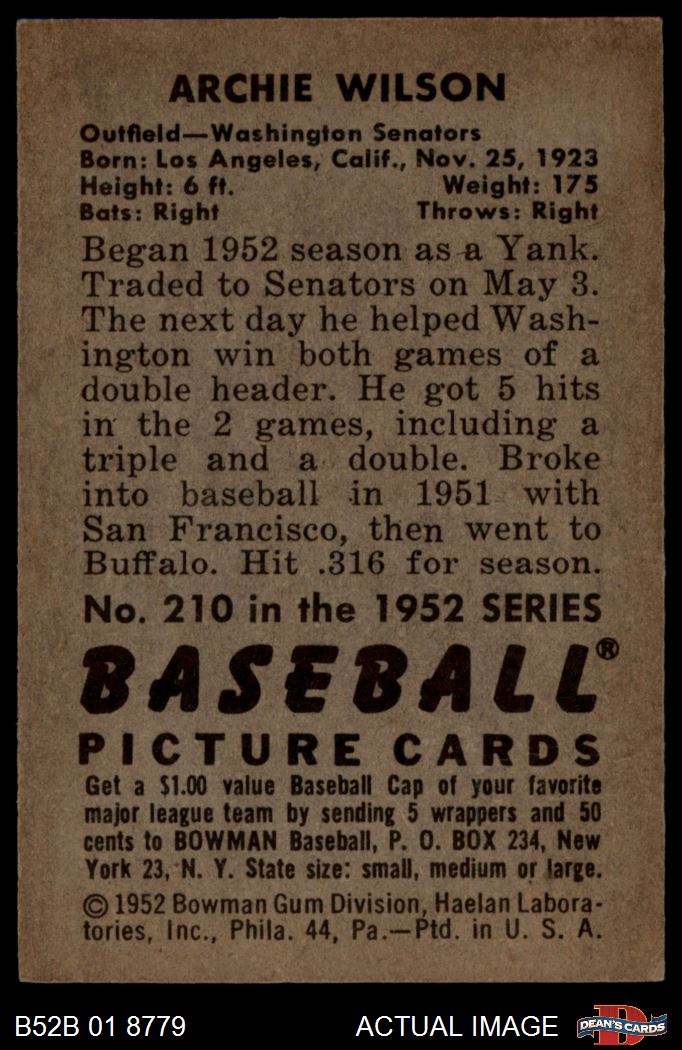 ARCHIE WILSON
Outfield—Washington Senators
Born: Los Angeles, Calif., Nov. 25, 1923
Height: 6 ft. Weight: 175
Bats: Right Throws: Right
Began 1952 season as a Yank.
Traded to Senators on May 3.
The next day he helped Wash-
ington win both games of a
double header. He got 5 hits
in the 2 games, including a
triple and a double. Broke
into baseball in 1951 with
San Francisco, then went to
Buffalo. Hit .316 for season.
No. 210 in the 1952 SERIES
BASEBALL®
PICTURE CARDS
Get a $1.00 value Baseball Cap of your favorite
major league team by sending 5 wrappers and 50
cents to BOWMAN Baseball, P. O. BOX 234, New
York 23, N. Y. State size: small, medium or large.
© 1952 Bowman Gum Division, Haelan Labora-
tories, Inc., Phila. 44, Pa.—Ptd. in U. S. A.
B52B 01 8779 ACTUAL IMAGE DEAN'S CARDS